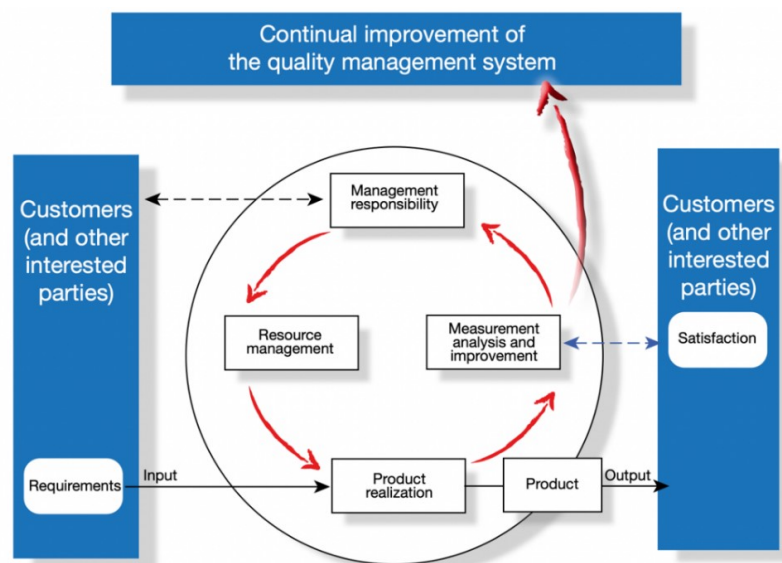 Continual improvement of
the quality management system
Customers
(and other
interested
parties)
Management
responsibility
Customers
(and other
interested
parties)
Resource
management
Measurement
analysis and
improvement
Satisfaction
Requirements
Input
Product
realization
Product
Output